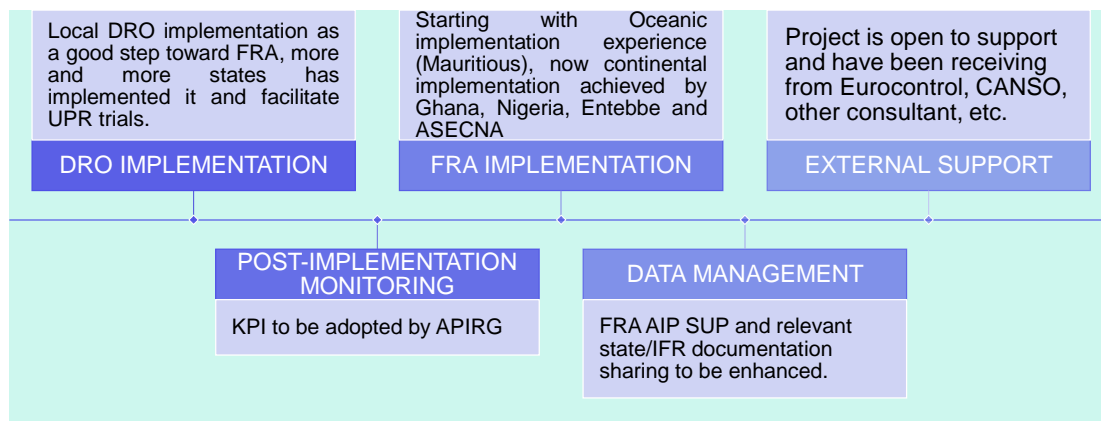 Local DRO implementation as
a good step toward FRA, more
and more states has
implemented it and facilitate
UPR trials.
DRO IMPLEMENTATION
Starting with Oceanic
implementation experience
(Mauritious), now continental
implementation achieved by
Ghana, Nigeria, Entebbe and
ASECNA
FRA IMPLEMENTATION
Project is open to support
and have been receiving
from Eurocontrol, CANSO,
other consultant, etc.
EXTERNAL SUPPORT
POST-IMPLEMENTATION
MONITORING
KPI to be adopted by APIRG
DATA MANAGEMENT
FRA AIP SUP and relevant
state/IFR documentation
sharing to be enhanced.